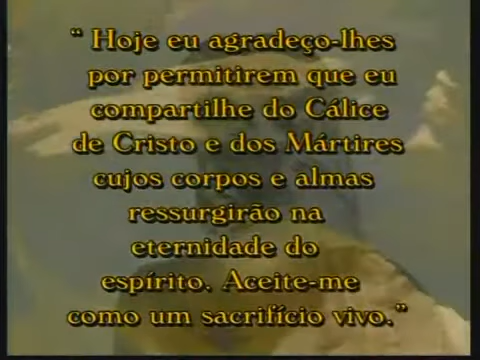 “ Hoje eu agradeço-lhes
por permitirem que eu
compartilhe do Cálice
de Cristo e dos Mártires
cujos corpos e almas
ressurgirão na
eternidade do
espírito. Aceite-me
como um sacrifício vivo.”